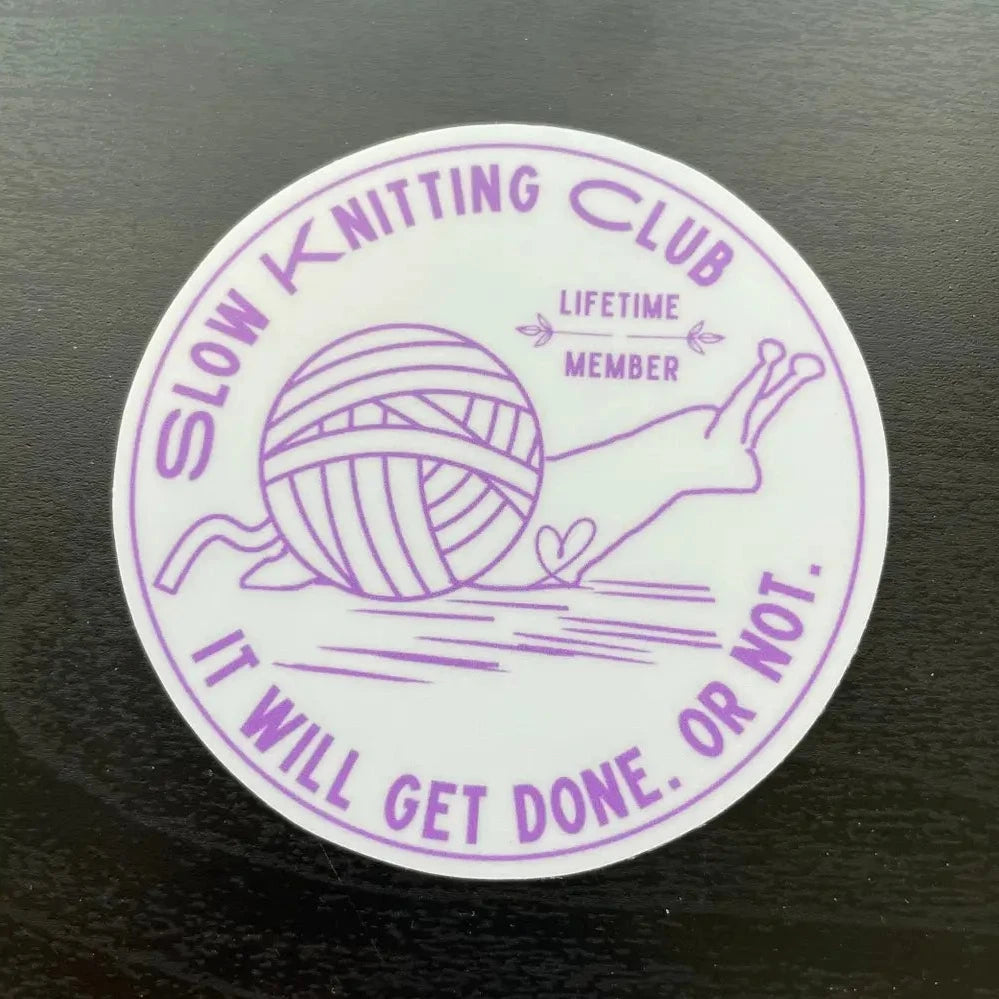 Slow Knitting Club
LIFETIME
MEMBER
IT WILL GET DONE. OR NOT.